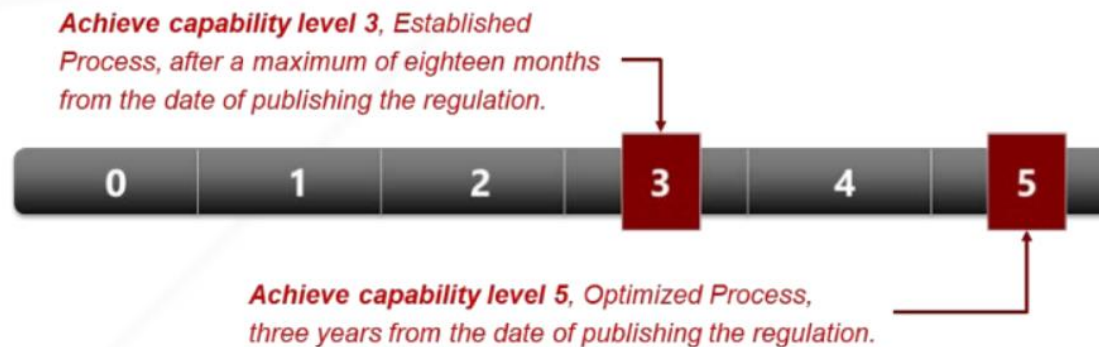 Achieve capability level 3, Established
Process, after a maximum of eighteen months
from the date of publishing the regulation.
0 1 2 3 4 5
Achieve capability level 5, Optimized Process,
three years from the date of publishing the regulation.